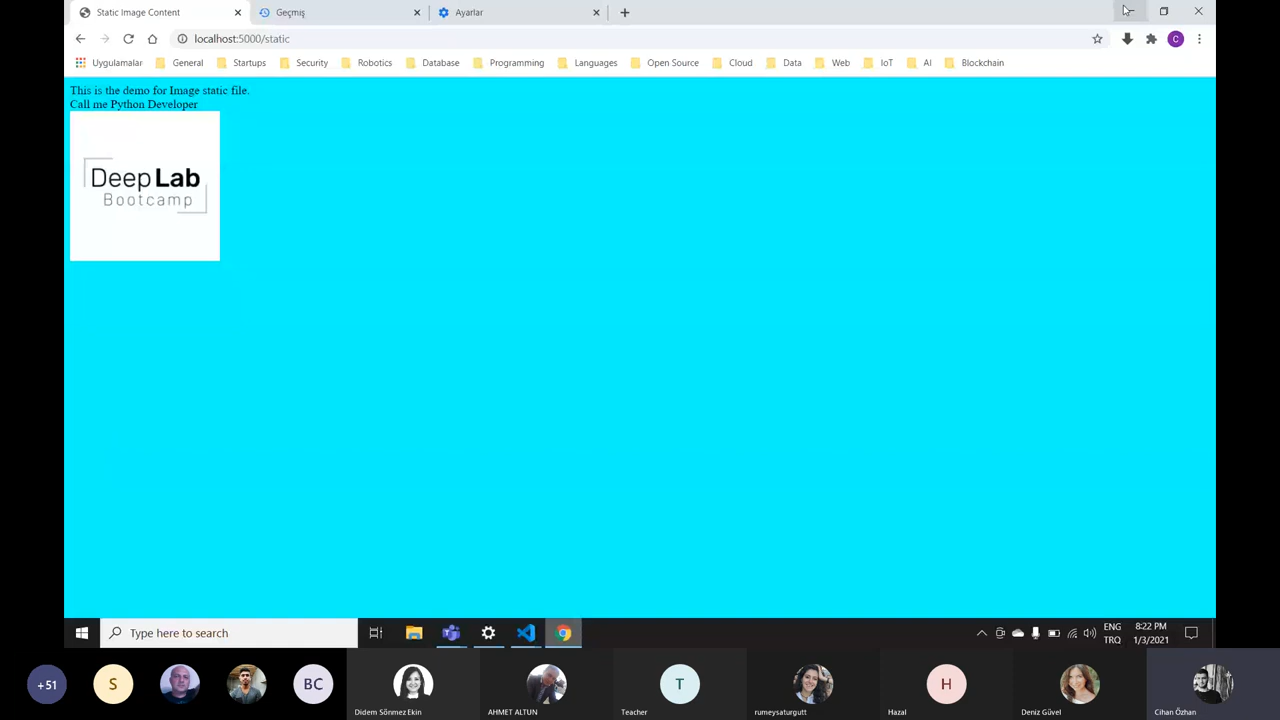 Static Image Content
Geçmiş
Ayarlar
localhost:5000/static
Uygulamalar General Startups Security Robotics Database Programming Languages Open Source Cloud Data Web IoT AI Blockchain
C
This is the demo for Image static file.
Call me Python Developer
Deep Lab
Bootcamp
Type here to search
ENG
TRQ
8:22 PM
1/3/2021
+51
S
BC
T
H
Didem Sönmez Ekin
AHMET ALTUN
Teacher
rumeysaturgutt
Hazal
Deniz Güvel
Cihan Özhan